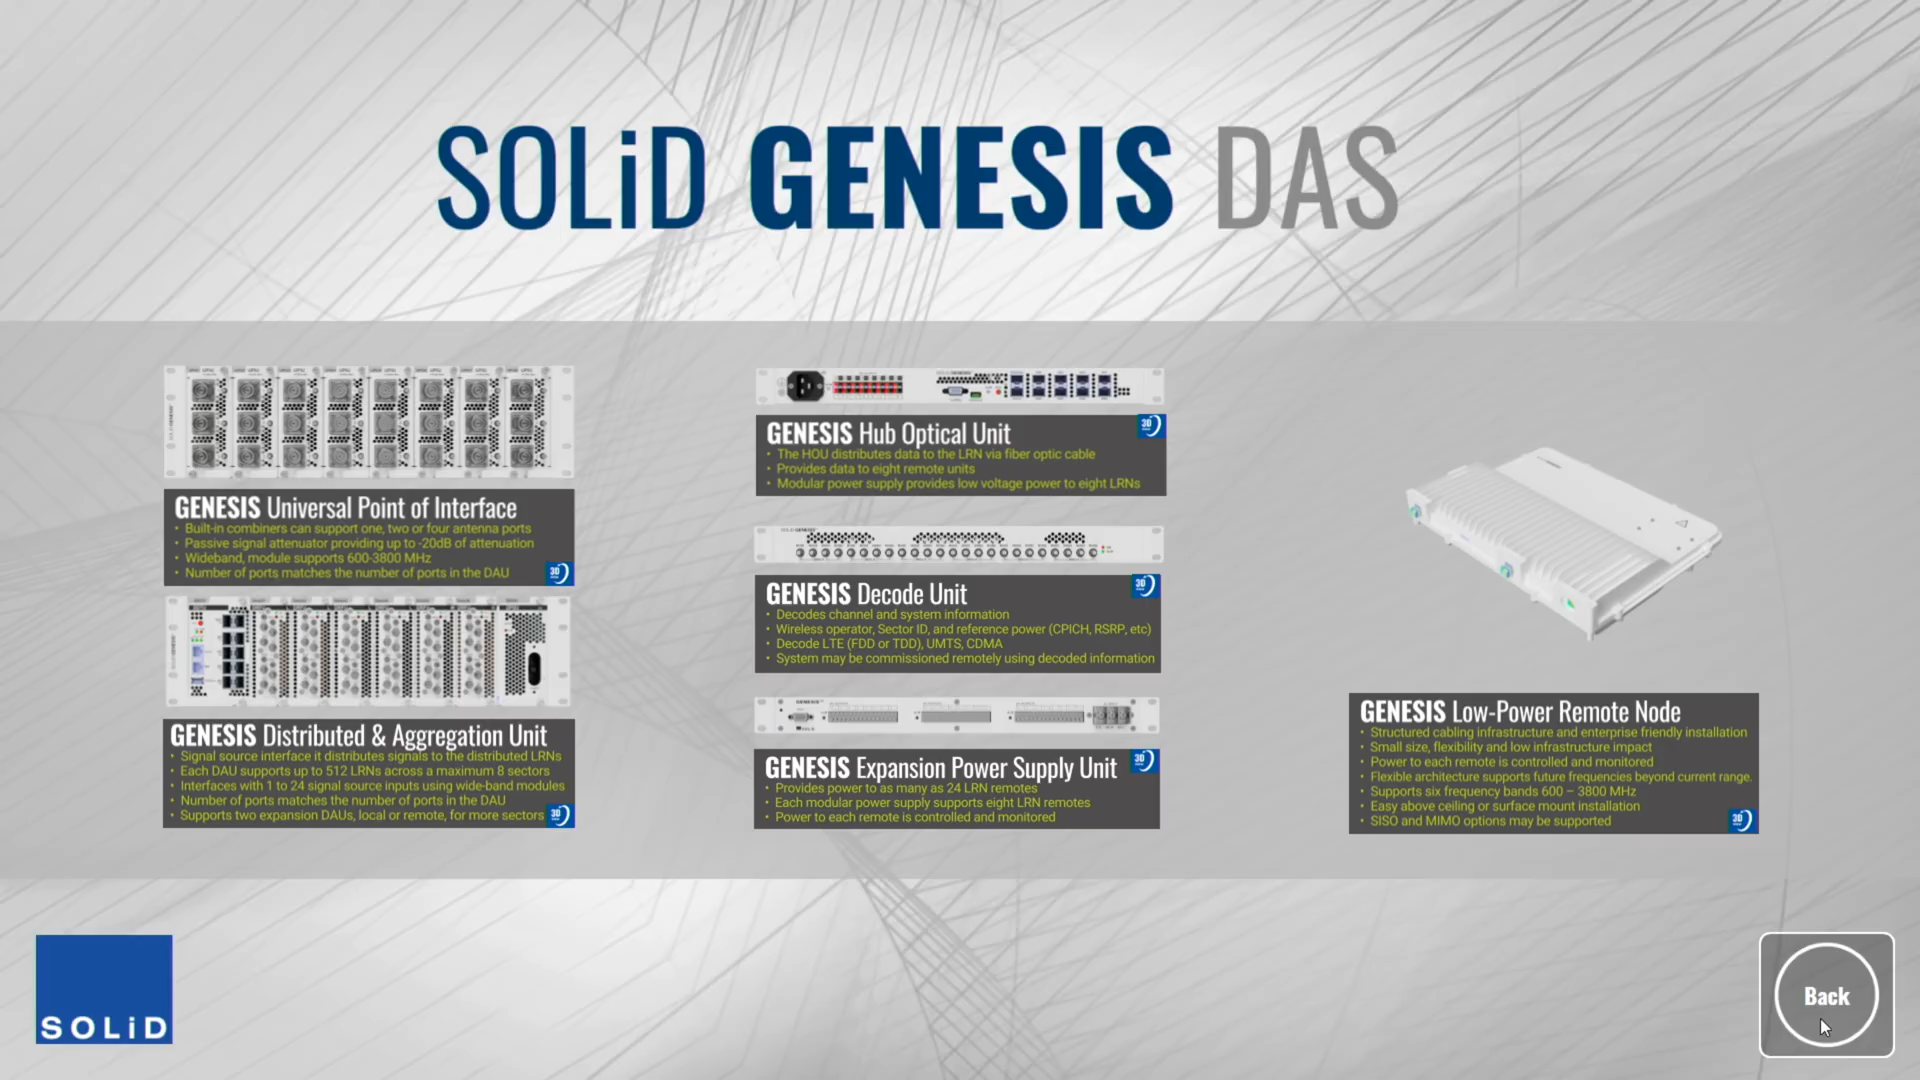 SOLiD GENESIS DAS
GENESIS Universal Point of Interface
• Built-in combiners can support one, two or four antenna ports
• Passive signal attenuator providing up to -20dB of attenuation
• Wideband, module supports 600-3800 MHz
• Number of ports matches the number of ports in the DAU
3D
GENESIS Distributed & Aggregation Unit
• Signal source interface it distributes signals to the distributed LRNs
• Each DAU supports up to 512 LRNs across a maximum 8 sectors
• Interfaces with 1 to 24 signal source inputs using wide-band modules
• Number of ports matches the number of ports in the DAU
• Supports two expansion DAUs, local or remote, for more sectors
3D
GENESIS Hub Optical Unit
3D
• The HOU distributes data to the LRN via fiber optic cable
• Provides data to eight remote units
• Modular power supply provides low voltage power to eight LRNs
SOLiD GENESIS
GENESIS Decode Unit
3D
• Decodes channel and system information
• Wireless operator, Sector ID, and reference power (CPICH, RSRP, etc)
• Decode LTE (FDD or TDD), UMTS, CDMA
• System may be commissioned remotely using decoded information
GENESIS
GENESIS Expansion Power Supply Unit
3D
• Provides power to as many as 24 LRN remotes
• Each modular power supply supports eight LRN remotes
• Power to each remote is controlled and monitored
GENESIS Low-Power Remote Node
• Structured cabling infrastructure and enterprise friendly installation
• Small size, flexibility and low infrastructure impact
• Power to each remote is controlled and monitored
• Flexible architecture supports future frequencies beyond current range.
• Supports six frequency bands 600 – 3800 MHz
• Easy above ceiling or surface mount installation
• SISO and MIMO options may be supported
3D
SOLiD
Back